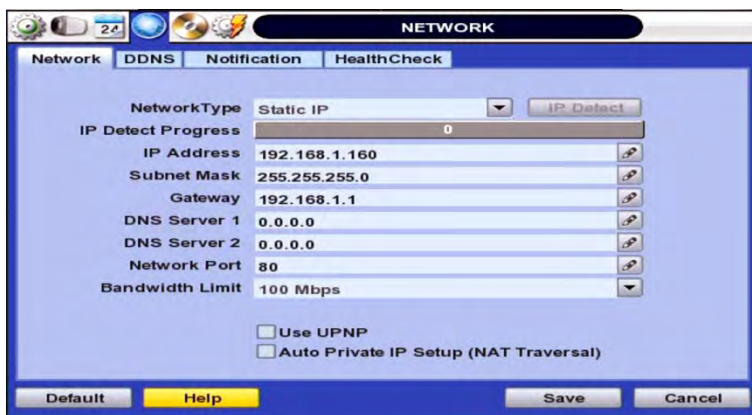 24 NETWORK
Network DDNS Notification HealthCheck
NetworkType Static IP IP Detect
IP Detect Progress 0
IP Address 192.168.1.160
Subnet Mask 255.255.255.0
Gateway 192.168.1.1
DNS Server 1 0.0.0.0
DNS Server 2 0.0.0.0
Network Port 80
Bandwidth Limit 100 Mbps
Use UPNP
Auto Private IP Setup (NAT Traversal)
Default Help Save Cancel